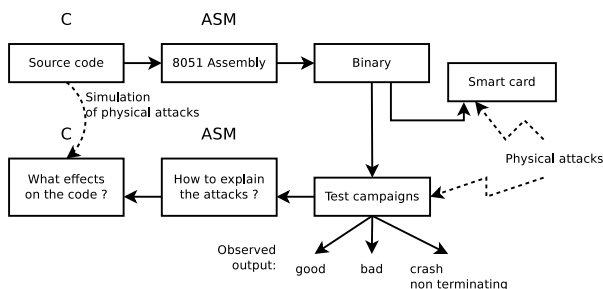 C
ASM
Source code
8051 Assembly
Binary
Smart card
Simulation
of physical attacks
C
ASM
Physical attacks
What effects
on the code ?
How to explain
the attacks ?
Test campaigns
Observed
output:
good
bad
crash
non terminating